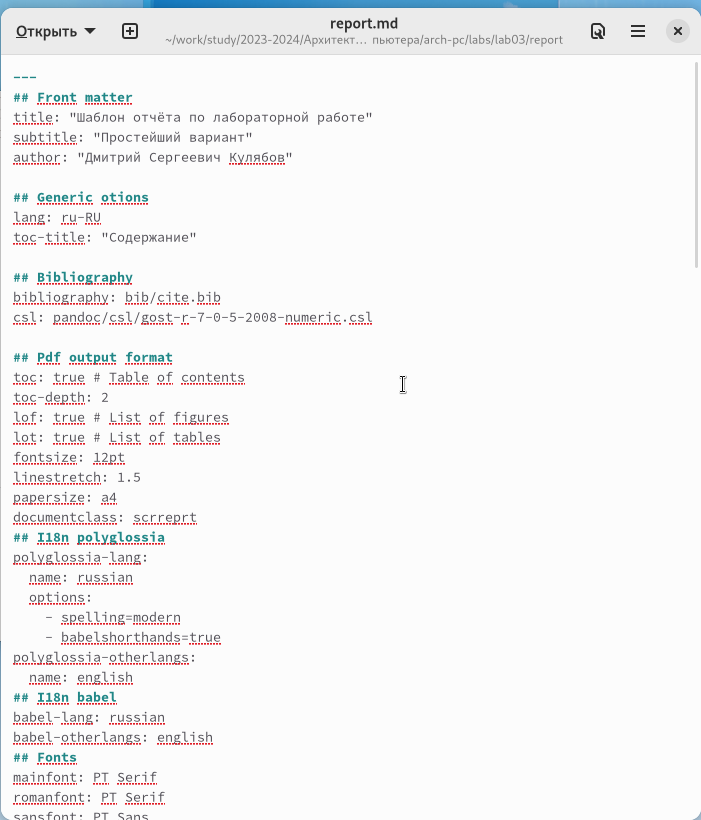 Открыть
report.md
~/work/study/2023-2024/Архитект… пьютера/arch-pc/labs/lab03/report
---
## Front matter
title: "Шаблон отчёта по лабораторной работе"
subtitle: "Простейший вариант"
author: "Дмитрий Сергеевич Кулябов"
## Generic otions
lang: ru-RU
toc-title: "Содержание"
## Bibliography
bibliography: bib/cite.bib
csl: pandoc/csl/gost-r-7-0-5-2008-numeric.csl
## Pdf output format
toc: true # Table of contents
toc-depth: 2
lof: true # List of figures
lot: true # List of tables
fontsize: 12pt
linestretch: 1.5
papersize: a4
documentclass: scrreprt
## I18n polyglossia
polyglossia-lang:
  name: russian
  options:
    - spelling=modern
    - babelshorthands=true
polyglossia-otherlangs:
  name: english
## I18n babel
babel-lang: russian
babel-otherlangs: english
## Fonts
mainfont: PT Serif
romanfont: PT Serif
sansfont: PT Sans